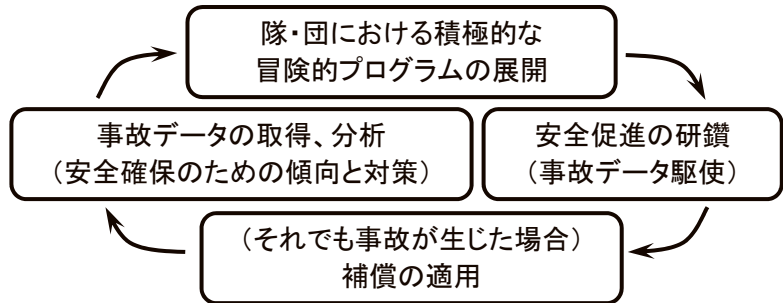 隊・団における積極的な
冒険的プログラムの展開
事故データの取得、分析
（安全確保のための傾向と対策）
安全促進の研鑽
（事故データ駆使）
（それでも事故が生じた場合）
補償の適用